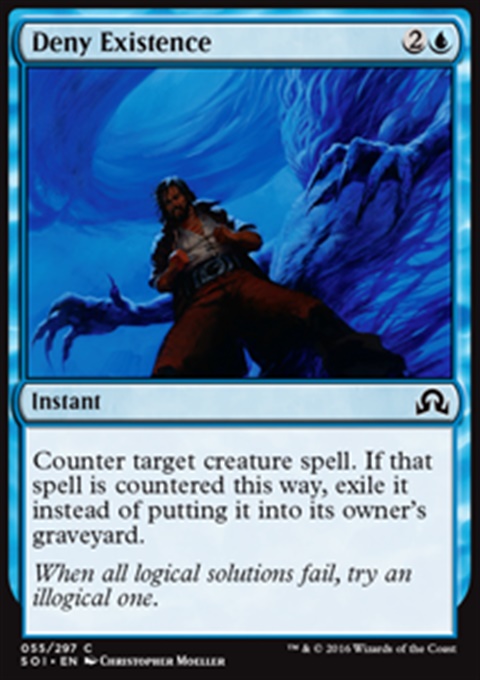 Deny Existence 2
Instant
Counter target creature spell. If that
spell is countered this way, exile it
instead of putting it into its owner's
graveyard.
When all logical solutions fail, try an
illogical one.
055/297 C
SOI • EN Christopher Moeller
™ & © 2016 Wizards of the Coast